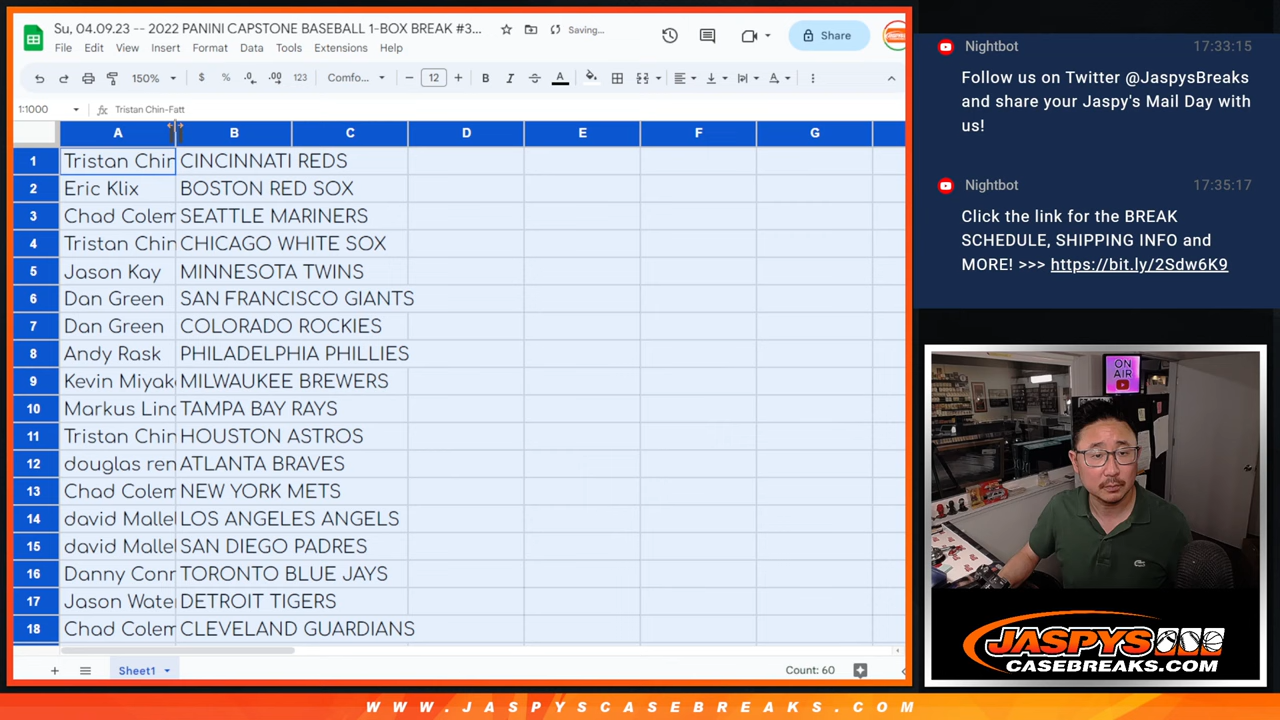 Su, 04.09.23 -- 2022 PANINI CAPSTONE BASEBALL 1-BOX BREAK #3...
Saving...
File Edit View Insert Format Data Tools Extensions Help
Share
150% $ % .0 .00 123 Comfo... 12 B I A
1:1000 fx Tristan Chin-Fatt
A B C D E F G
1 Tristan Chin CINCINNATI REDS
2 Eric Klix BOSTON RED SOX
3 Chad Colem SEATTLE MARINERS
4 Tristan Chin CHICAGO WHITE SOX
5 Jason Kay MINNESOTA TWINS
6 Dan Green SAN FRANCISCO GIANTS
7 Dan Green COLORADO ROCKIES
8 Andy Rask PHILADELPHIA PHILLIES
9 Kevin Miyak MILWAUKEE BREWERS
10 Markus Lin TAMPA BAY RAYS
11 Tristan Chin HOUSTON ASTROS
12 douglas ren ATLANTA BRAVES
13 Chad Colem NEW YORK METS
14 david Malle LOS ANGELES ANGELS
15 david Malle SAN DIEGO PADRES
16 Danny Conr TORONTO BLUE JAYS
17 Jason Wate DETROIT TIGERS
18 Chad Colem CLEVELAND GUARDIANS
Sheet1
Count: 60
Nightbot 17:33:15
Follow us on Twitter @JaspysBreaks
and share your Jaspy's Mail Day with
us!
Nightbot 17:35:17
Click the link for the BREAK
SCHEDULE, SHIPPING INFO and
MORE! >>> https://bit.ly/2Sdw6K9
ON
AIR
JASPYS
CASEBREAKS.COM
WWW.JASPYSCASEBREAKS.COM